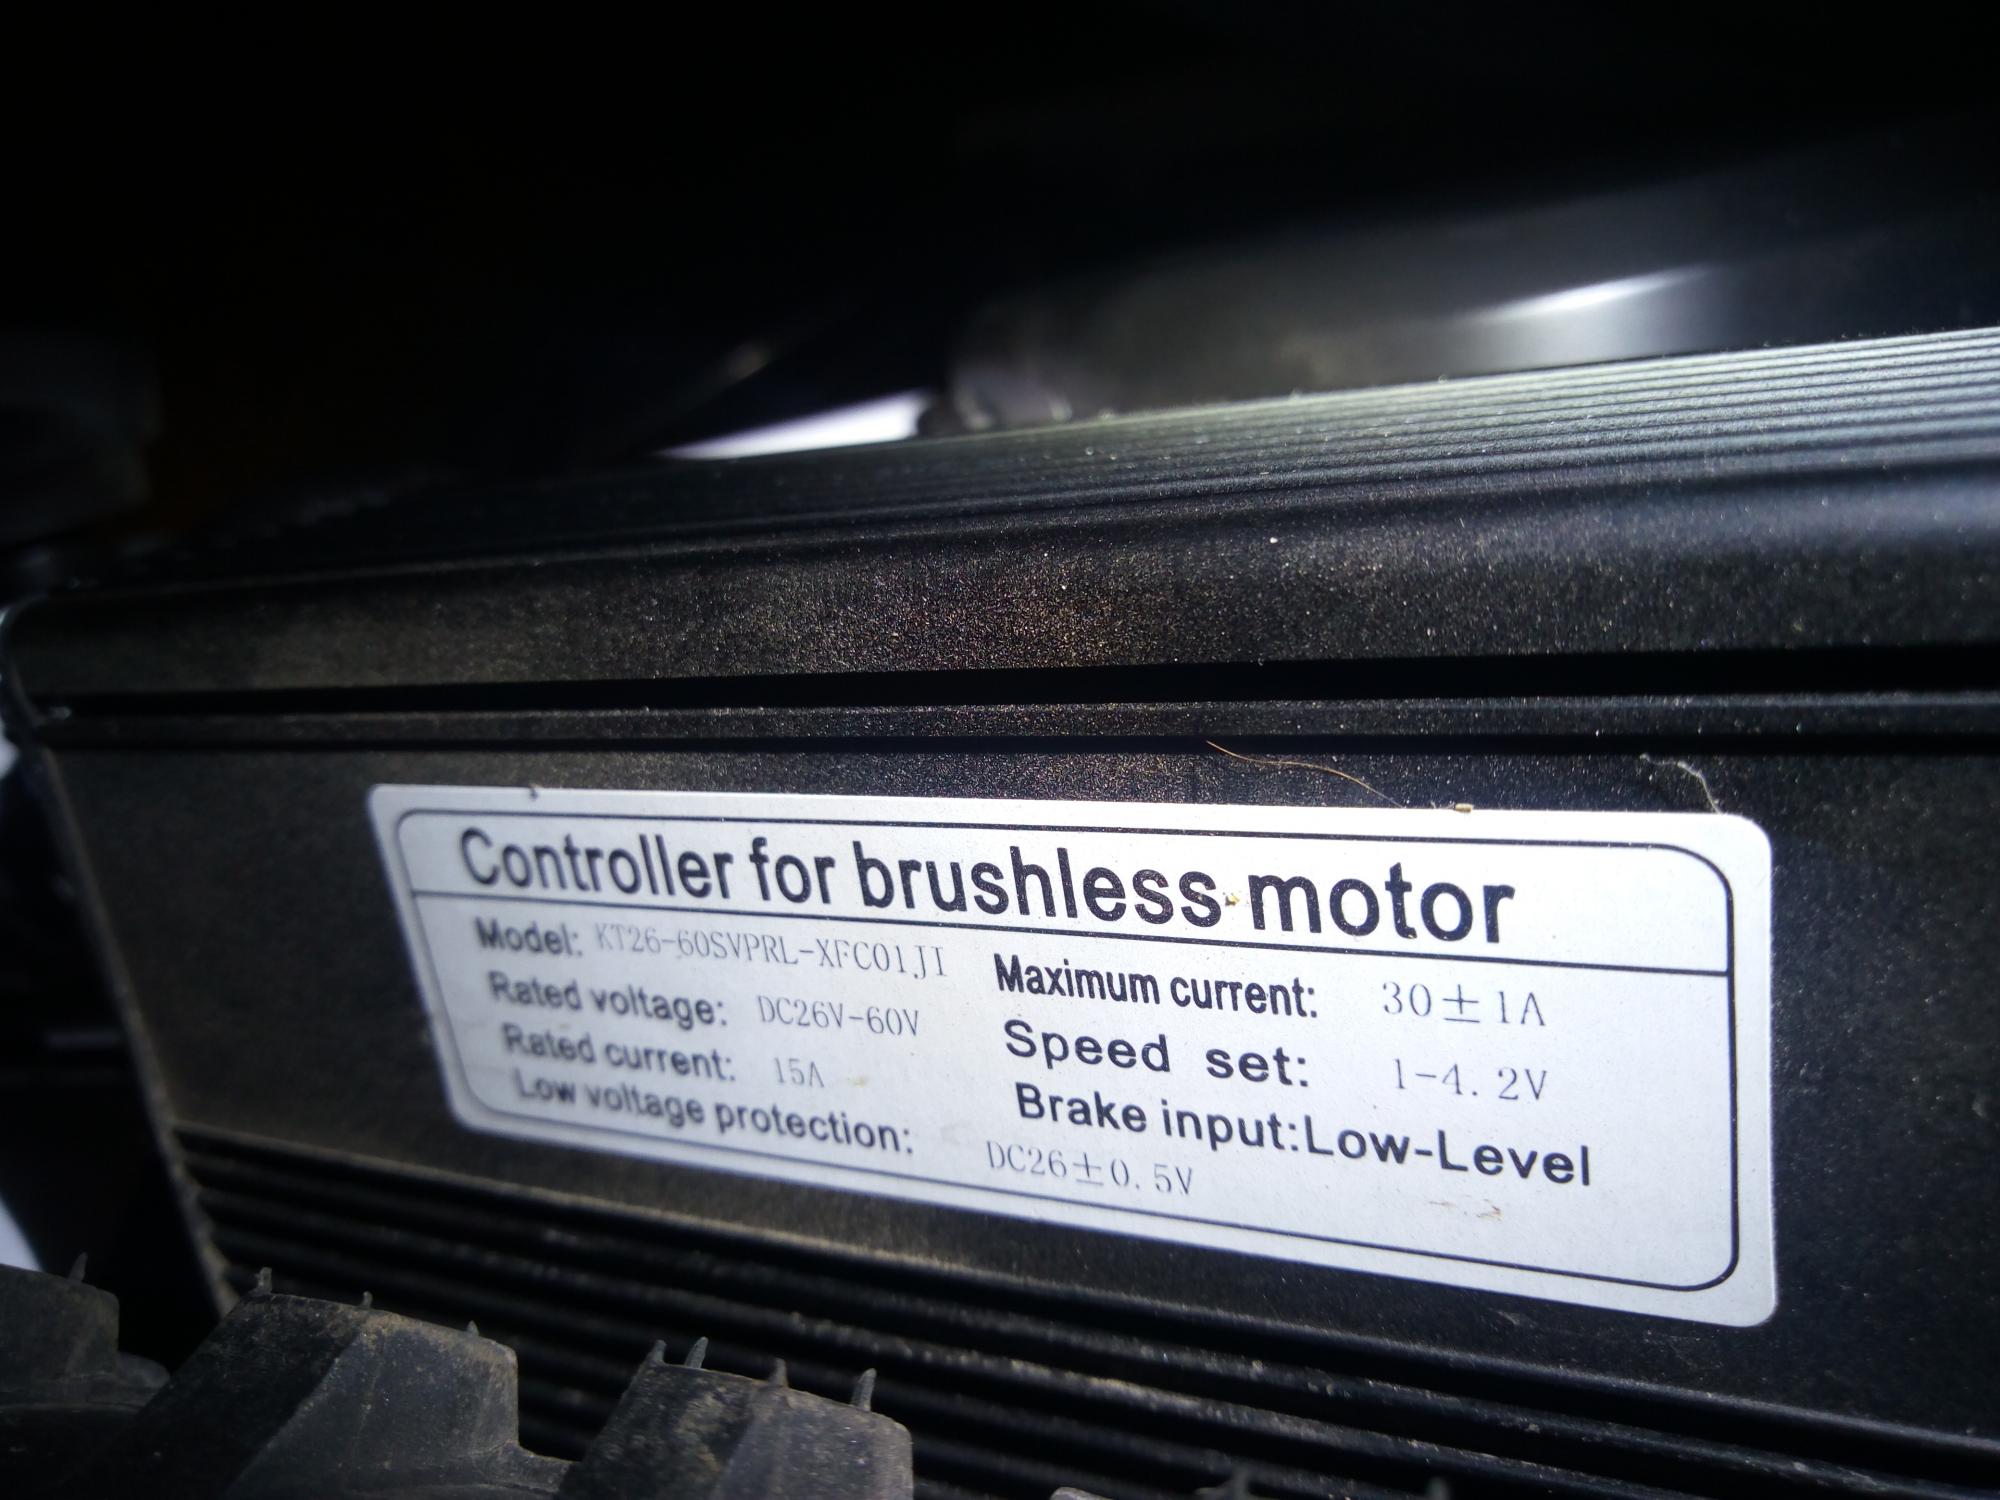 Controller for brushless motor
Model: KT26-60SVPRL-XFC01JI
Rated voltage: DC26V-60V
Rated current: 15A
Low voltage protection: DC26±0.5V
Maximum current: 30±1A
Speed set: 1-4.2V
Brake input:Low-Level